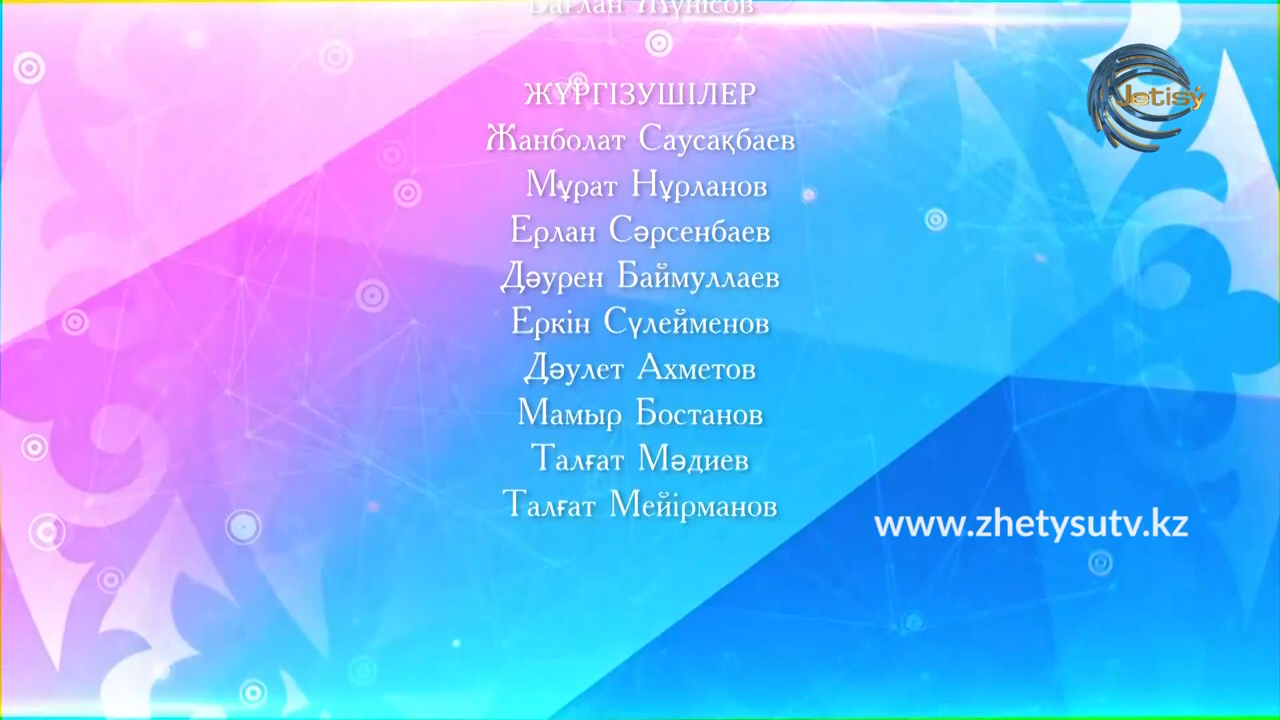 Jetisý
ЖҮРГІЗУШІЛЕР
Жанболат Саусақбаев
Мұрат Нұрланов
Ерлан Сәрсенбаев
Дәурен Баймуллаев
Еркін Сүлейменов
Дәулет Ахметов
Мамыр Бостанов
Талғат Мәдиев
Талғат Мейірманов
www.zhetysutv.kz